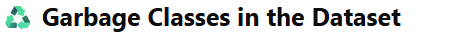 Garbage Classes in the Dataset